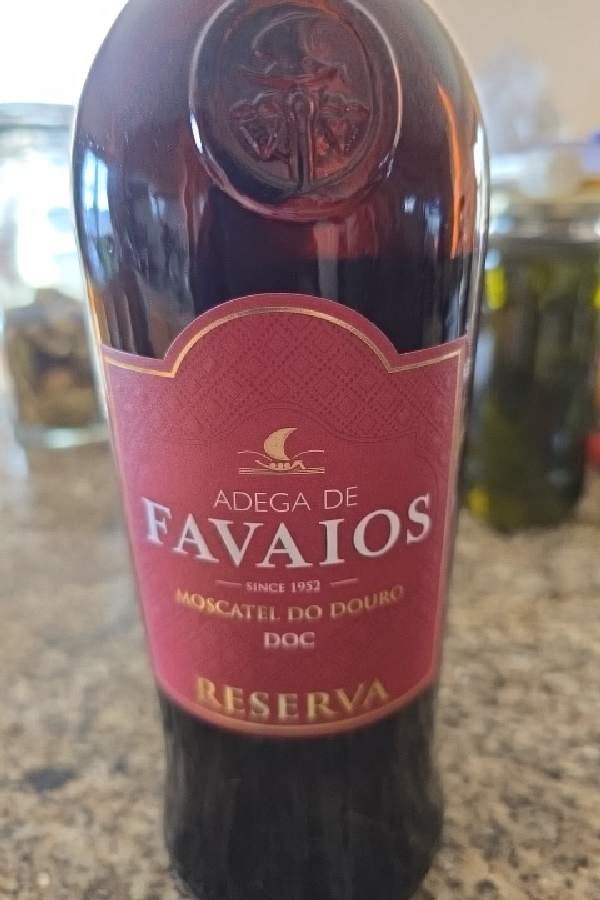 ADEGA DE
FAVAIOS
SINCE 1952
MOSCATEL DO DOURO
DOC
RESERVA